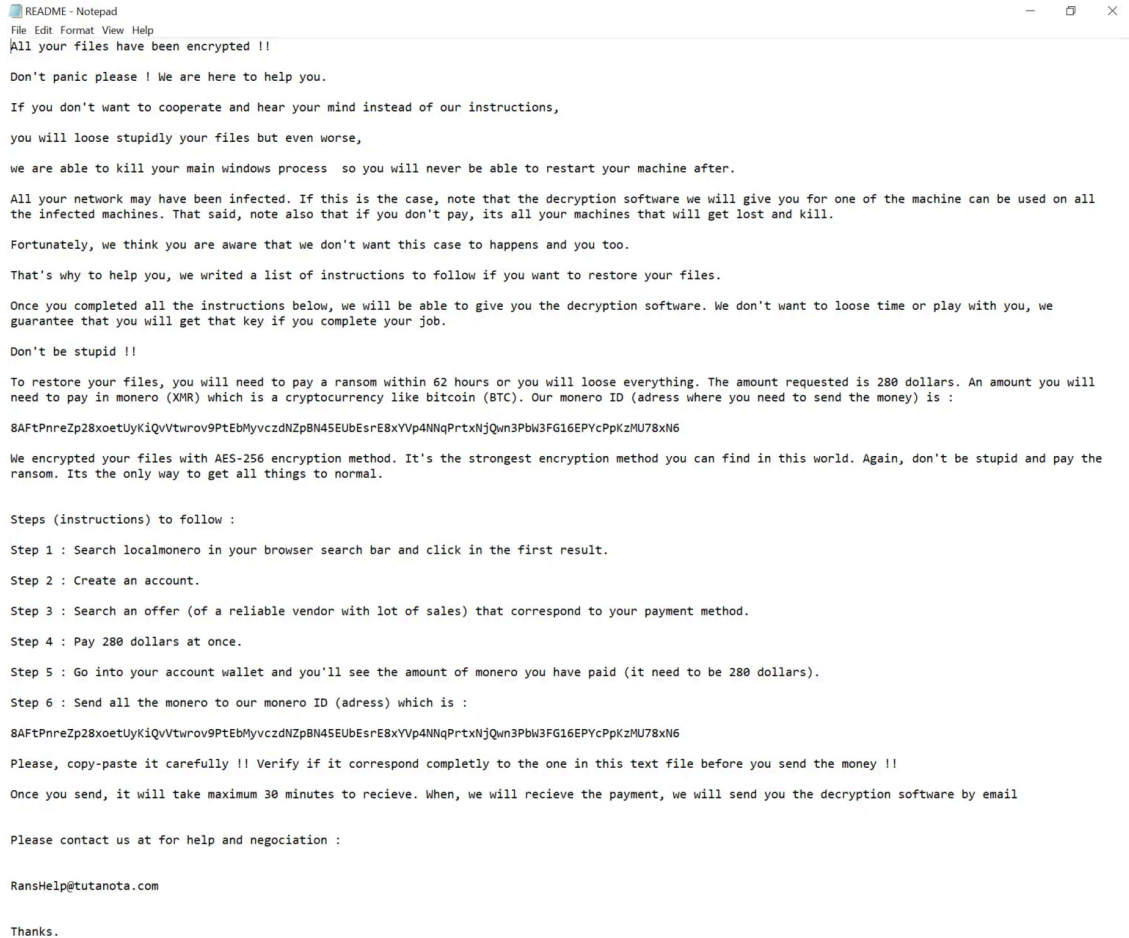 README - Notepad
File Edit Format View Help
All your files have been encrypted !!
Don't panic please ! We are here to help you.
If you don't want to cooperate and hear your mind instead of our instructions,
you will loose stupidly your files but even worse,
we are able to kill your main windows process  so you will never be able to restart your machine after.
All your network may have been infected. If this is the case, note that the decryption software we will give you for one of the machine can be used on all
the infected machines. That said, note also that if you don't pay, its all your machines that will get lost and kill.
Fortunately, we think you are aware that we don't want this case to happens and you too.
That's why to help you, we writed a list of instructions to follow if you want to restore your files.
Once you completed all the instructions below, we will be able to give you the decryption software. We don't want to loose time or play with you, we
guarantee that you will get that key if you complete your job.
Don't be stupid !!
To restore your files, you will need to pay a ransom within 62 hours or you will loose everything. The amount requested is 280 dollars. An amount you will
need to pay in monero (XMR) which is a cryptocurrency like bitcoin (BTC). Our monero ID (adress where you need to send the money) is :
8AFtPnreZp28xoetUyKiQvVtwrov9PtEbMyvczdNZpBN45EUbEsrE8xYVp4NNqPrtxNjQwn3PbW3FG16EPYcPpKzMU78xN6
We encrypted your files with AES-256 encryption method. It's the strongest encryption method you can find in this world. Again, don't be stupid and pay the
ransom. Its the only way to get all things to normal.
Steps (instructions) to follow :
Step 1 : Search localmonero in your browser search bar and click in the first result.
Step 2 : Create an account.
Step 3 : Search an offer (of a reliable vendor with lot of sales) that correspond to your payment method.
Step 4 : Pay 280 dollars at once.
Step 5 : Go into your account wallet and you'll see the amount of monero you have paid (it need to be 280 dollars).
Step 6 : Send all the monero to our monero ID (adress) which is :
8AFtPnreZp28xoetUyKiQvVtwrov9PtEbMyvczdNZpBN45EUbEsrE8xYVp4NNqPrtxNjQwn3PbW3FG16EPYcPpKzMU78xN6
Please, copy-paste it carefully !! Verify if it correspond completly to the one in this text file before you send the money !!
Once you send, it will take maximum 30 minutes to recieve. When, we will recieve the payment, we will send you the decryption software by email
Please contact us at for help and negociation :
RansHelp@tutanota.com
Thanks.